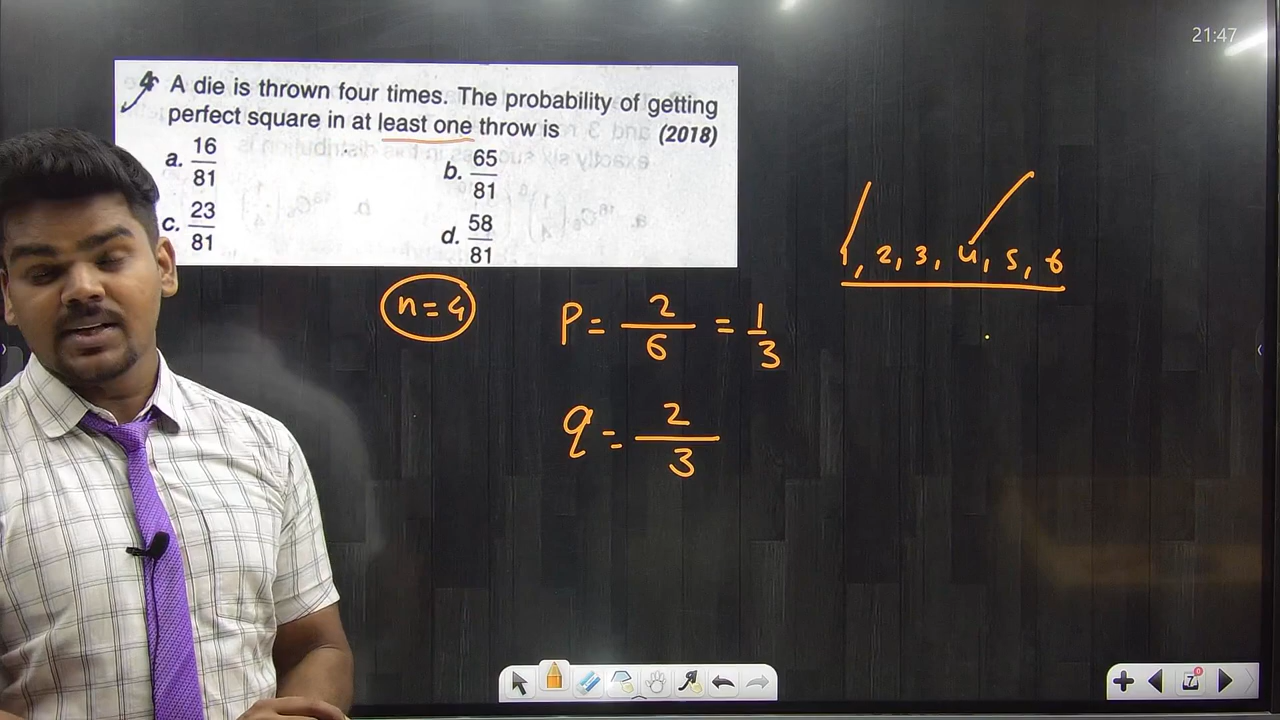 21:47
4. A die is thrown four times. The probability of getting
perfect square in at least one throw is (2018)
a. 16/81 b. 65/81
c. 23/81 d. 58/81
1, 2, 3, 4, 5, 6
n = 4
P = 2/6 = 1/3
q = 2/3
7